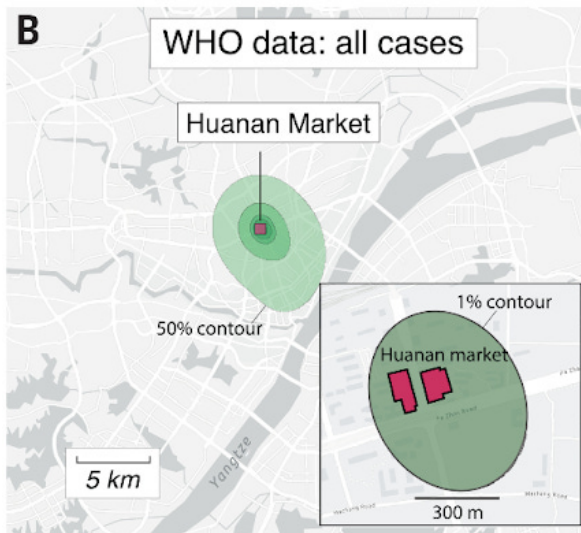 B
WHO data: all cases
Huanan Market
50% contour
1% contour
Huanan market
5 km
Yangtze
300 m